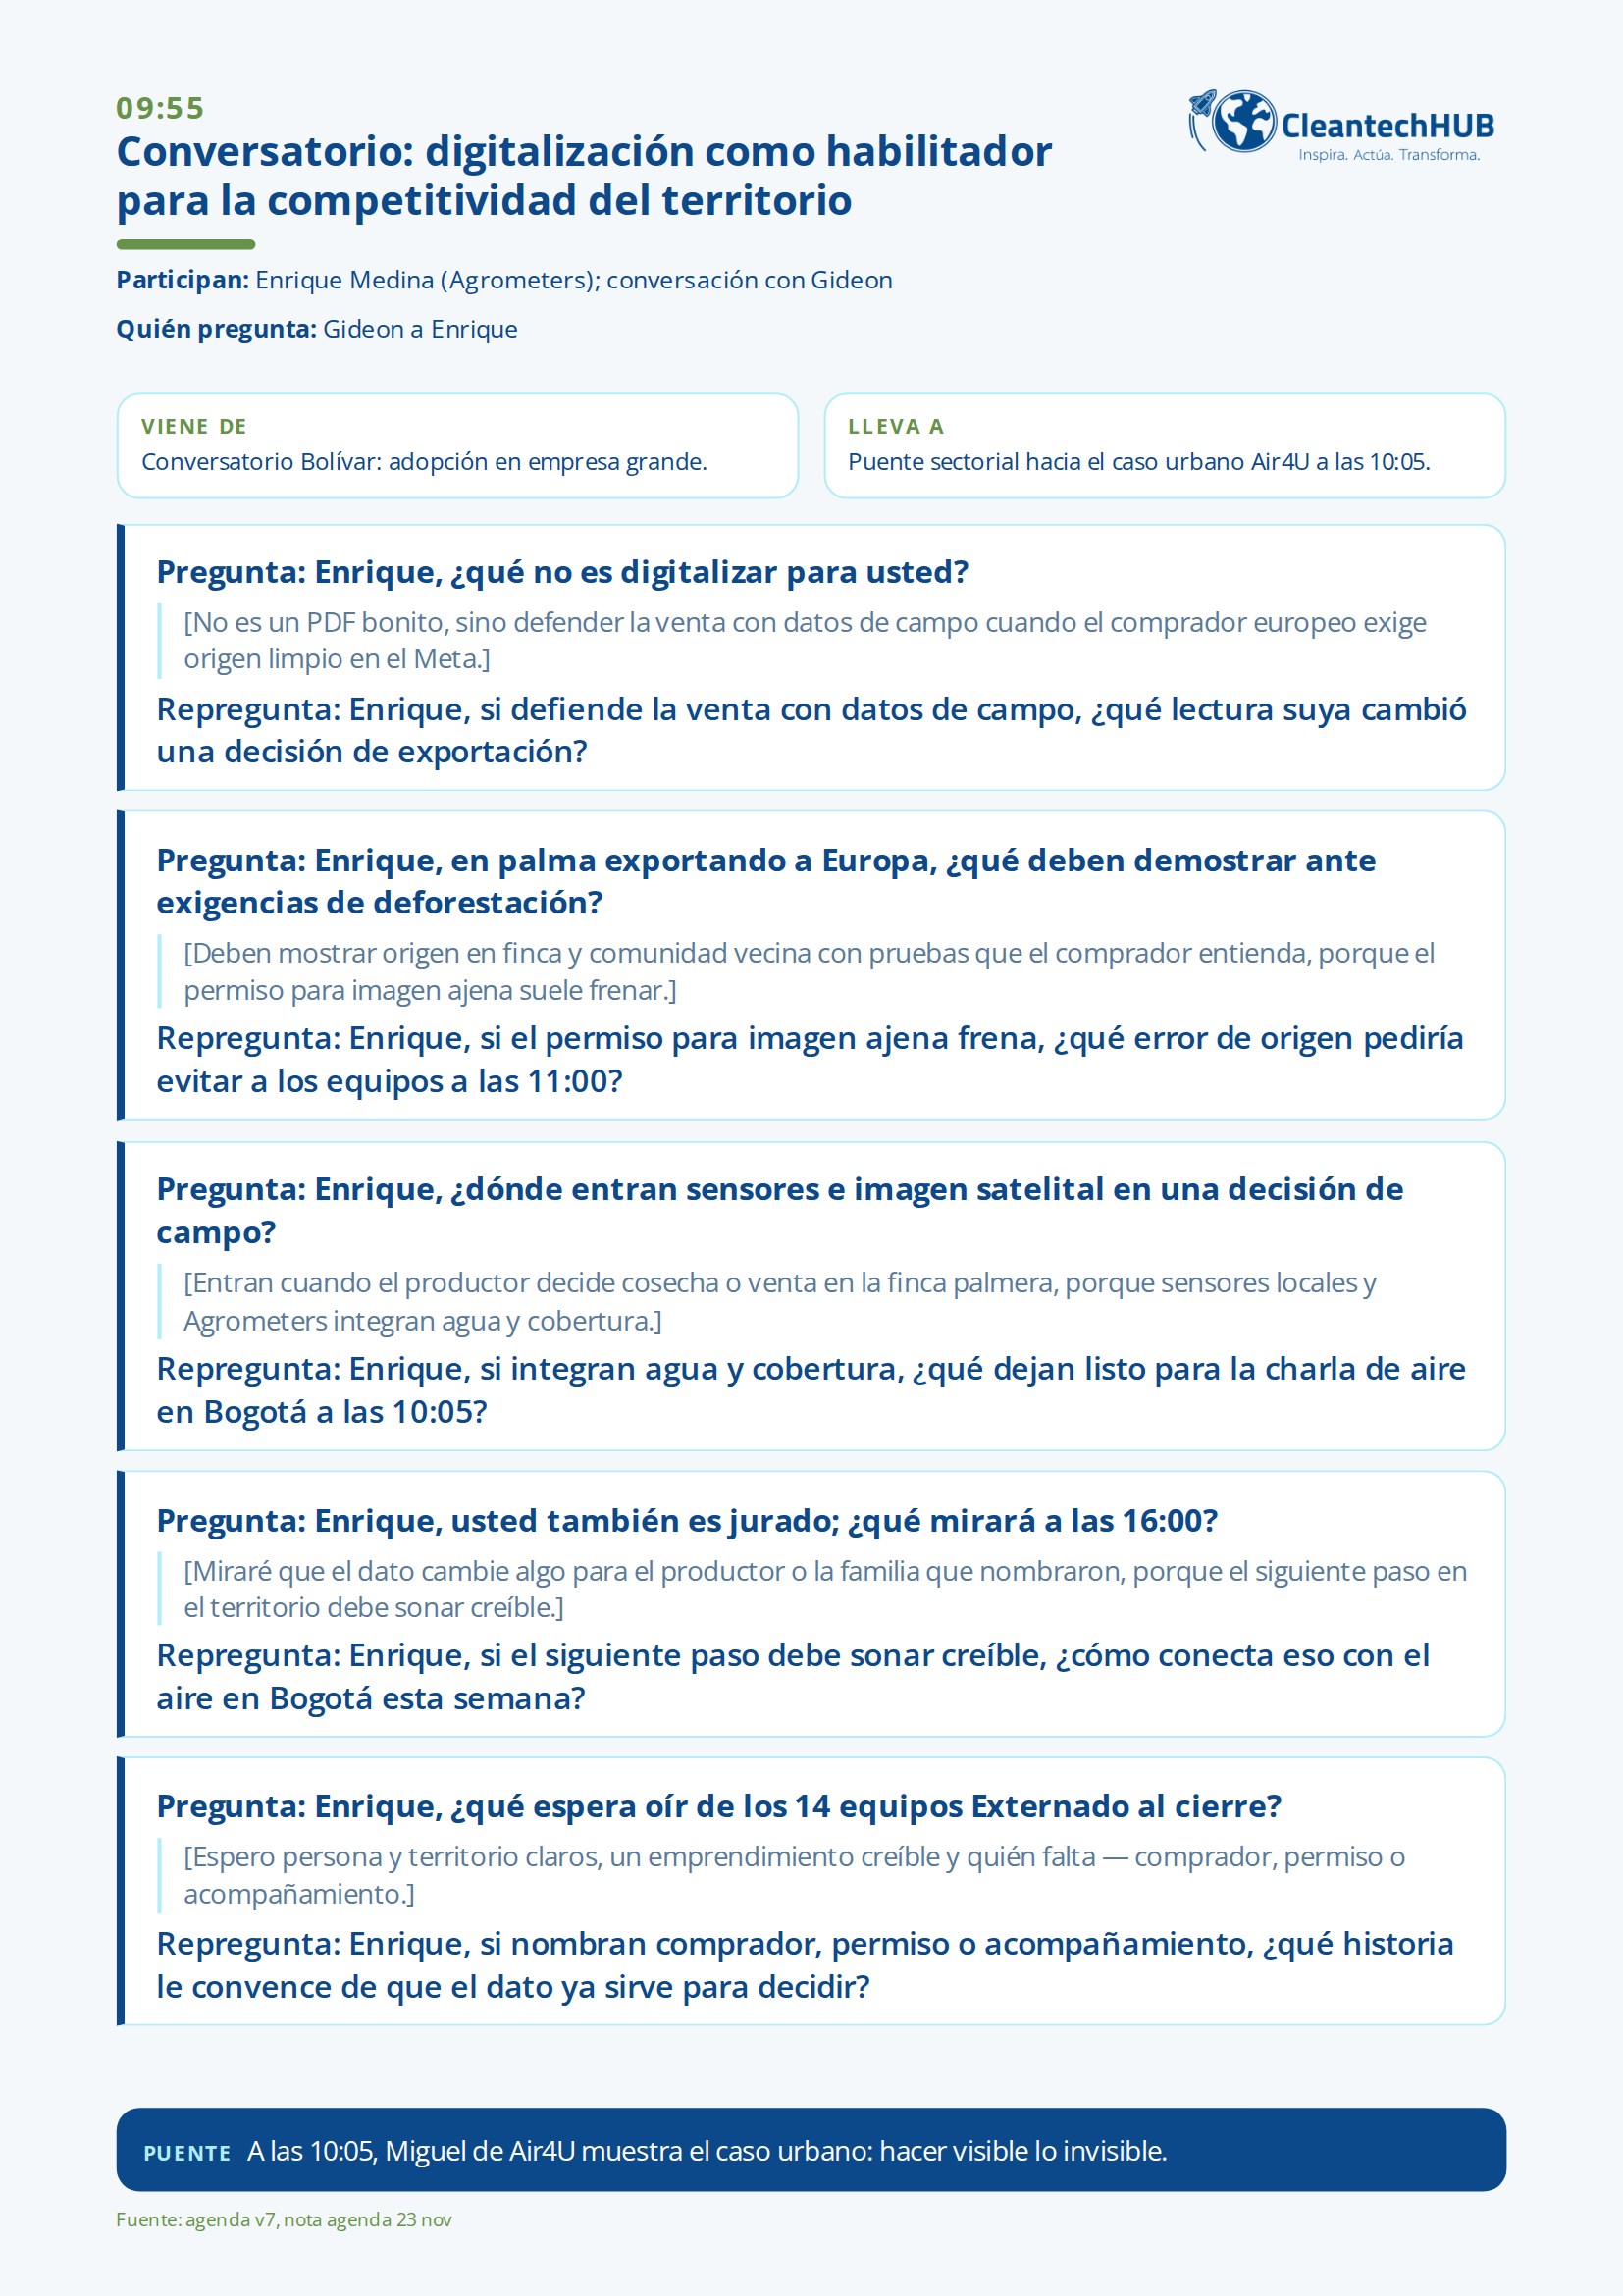 09:55
Conversatorio: digitalización como habilitador
para la competitividad del territorio
CleantechHUB
Inspira. Actúa. Transforma.
Participan: Enrique Medina (Agrometers); conversación con Gideon
Quién pregunta: Gideon a Enrique
VIENE DE
Conversatorio Bolívar: adopción en empresa grande.
LLEVA A
Puente sectorial hacia el caso urbano Air4U a las 10:05.
Pregunta: Enrique, ¿qué no es digitalizar para usted?
[No es un PDF bonito, sino defender la venta con datos de campo cuando el comprador europeo exige
origen limpio en el Meta.]
Repregunta: Enrique, si defiende la venta con datos de campo, ¿qué lectura suya cambió
una decisión de exportación?
Pregunta: Enrique, en palma exportando a Europa, ¿qué deben demostrar ante
exigencias de deforestación?
[Deben mostrar origen en finca y comunidad vecina con pruebas que el comprador entienda, porque el
permiso para imagen ajena suele frenar.]
Repregunta: Enrique, si el permiso para imagen ajena frena, ¿qué error de origen pediría
evitar a los equipos a las 11:00?
Pregunta: Enrique, ¿dónde entran sensores e imagen satelital en una decisión de
campo?
[Entran cuando el productor decide cosecha o venta en la finca palmera, porque sensores locales y
Agrometers integran agua y cobertura.]
Repregunta: Enrique, si integran agua y cobertura, ¿qué dejan listo para la charla de aire
en Bogotá a las 10:05?
Pregunta: Enrique, usted también es jurado; ¿qué mirará a las 16:00?
[Miraré que el dato cambie algo para el productor o la familia que nombraron, porque el siguiente paso en
el territorio debe sonar creíble.]
Repregunta: Enrique, si el siguiente paso debe sonar creíble, ¿cómo conecta eso con el
aire en Bogotá esta semana?
Pregunta: Enrique, ¿qué espera oír de los 14 equipos Externado al cierre?
[Espero persona y territorio claros, un emprendimiento creíble y quién falta — comprador, permiso o
acompañamiento.]
Repregunta: Enrique, si nombran comprador, permiso o acompañamiento, ¿qué historia
le convence de que el dato ya sirve para decidir?
PUENTE A las 10:05, Miguel de Air4U muestra el caso urbano: hacer visible lo invisible.
Fuente: agenda v7, nota agenda 23 nov